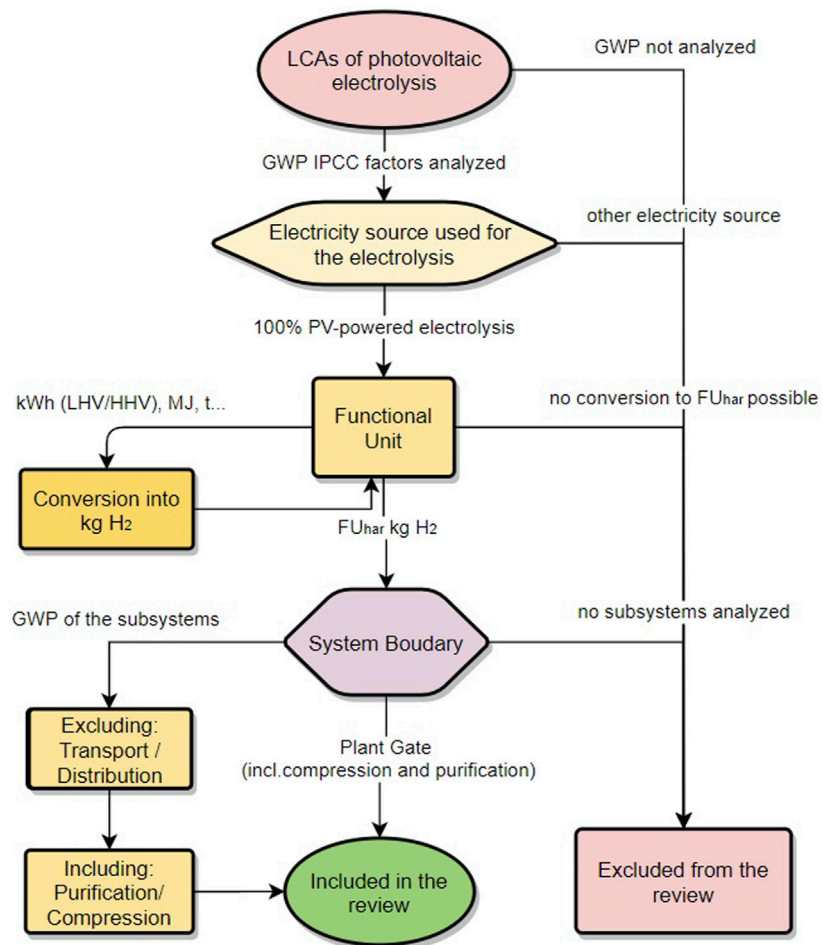 LCAs of photovoltaic
electrolysis
GWP not analyzed
GWP IPCC factors analyzed
Electricity source used for
the electrolysis
other electricity source
100% PV-powered electrolysis
kWh (LHV/HHV), MJ, t...
Functional
Unit
no conversion to FUhar possible
Conversion into
kg H2
FUhar kg H2
GWP of the subsystems
System Boudary
no subsystems analyzed
Excluding:
Transport /
Distribution
Plant Gate
(incl.compression and purification)
Including:
Purification/
Compression
Included in the
review
Excluded from the
review